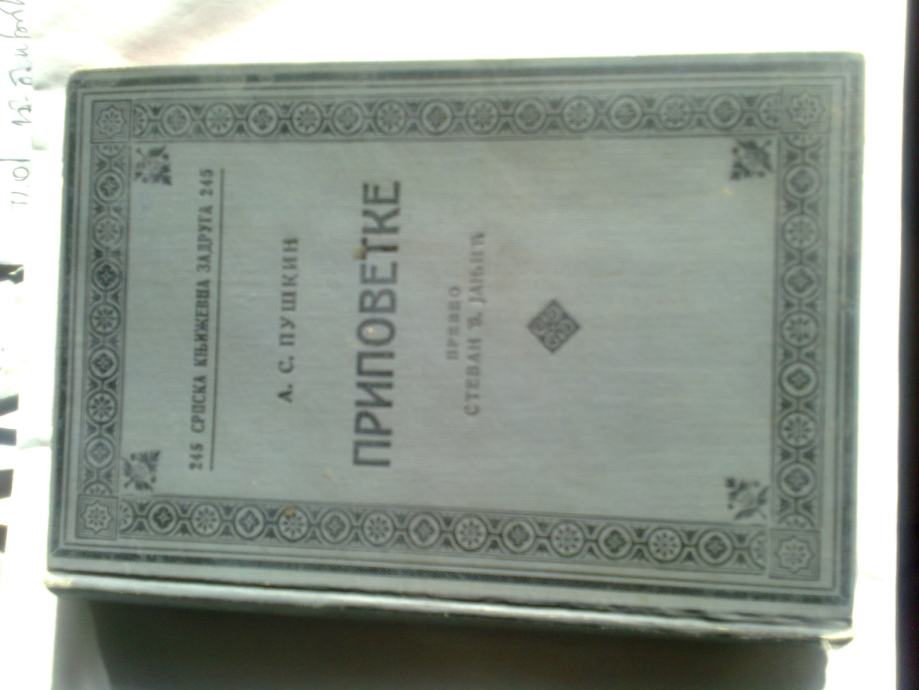 245 СРПСКА КЊИЖЕВНА ЗАДРУГА 245
А. С. ПУШКИН
ПРИПОВЕТКЕ
ПРЕВЕО
СТЕВАН Ђ. ЈАЊИЋ